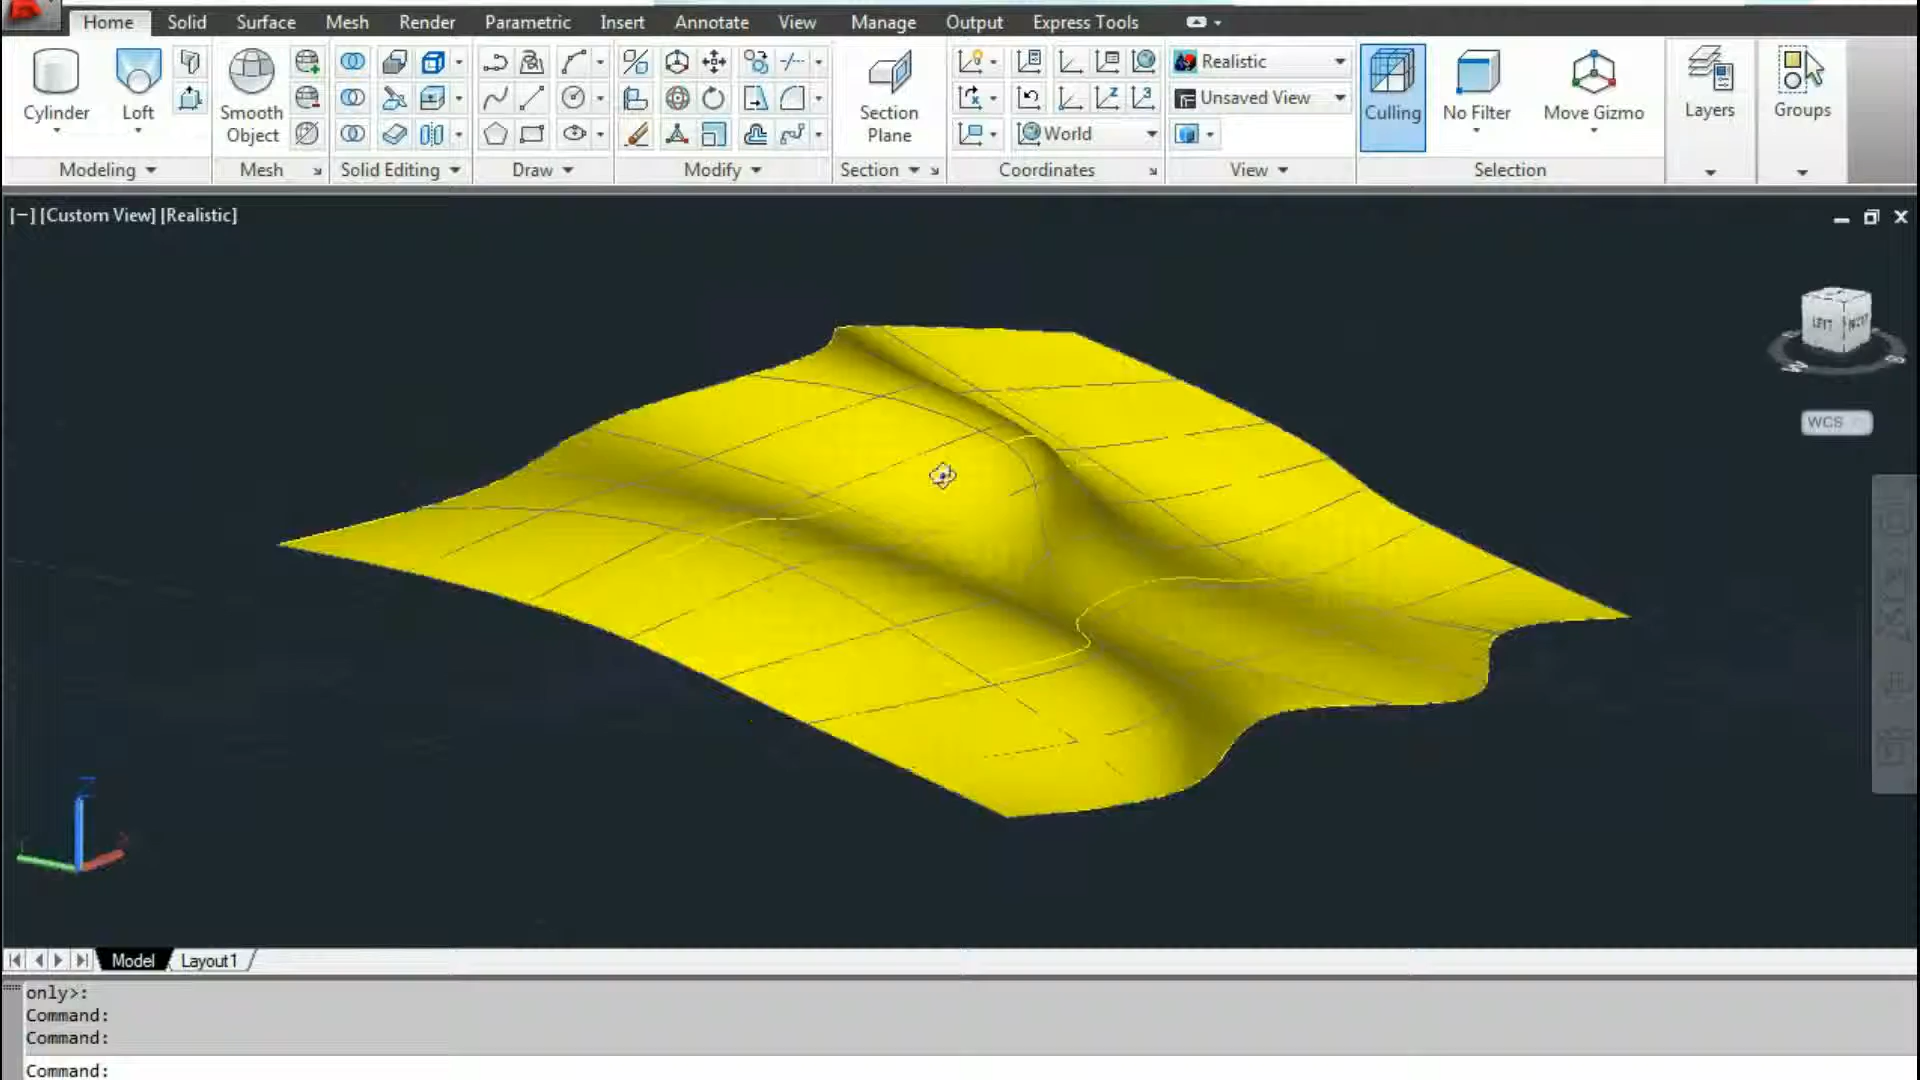 Home Solid Surface Mesh Render Parametric Insert Annotate View Manage Output Express Tools
Cylinder
Loft
Smooth
Object
Section
Plane
Realistic
Unsaved View
World
Culling
No Filter
Move Gizmo
Layers
Groups
Modeling
Mesh
Solid Editing
Draw
Modify
Section
Coordinates
View
Selection
[−] [Custom View] [Realistic]
LEFT
W
WCS
Model
Layout1
only>:
Command:
Command:
Command: